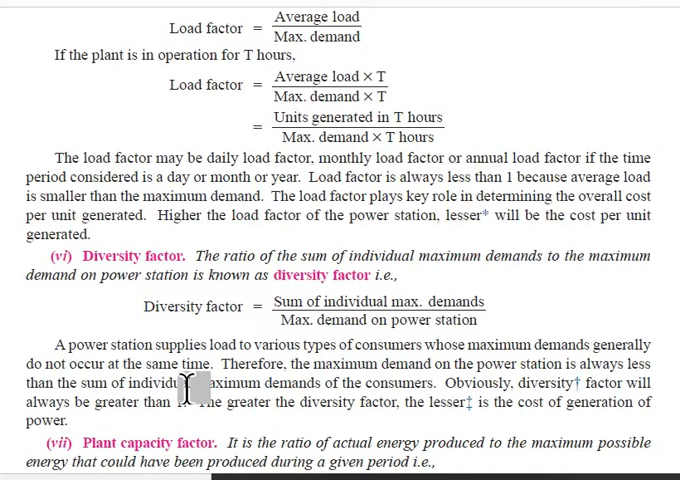 Load factor = Average load / Max. demand
If the plant is in operation for T hours,
Load factor = Average load × T / Max. demand × T
= Units generated in T hours / Max. demand × T hours
The load factor may be daily load factor, monthly load factor or annual load factor if the time
period considered is a day or month or year. Load factor is always less than 1 because average load
is smaller than the maximum demand. The load factor plays key role in determining the overall cost
per unit generated. Higher the load factor of the power station, lesser* will be the cost per unit
generated.
(vi) Diversity factor. The ratio of the sum of individual maximum demands to the maximum
demand on power station is known as diversity factor i.e.,
Diversity factor = Sum of individual max. demands / Max. demand on power station
A power station supplies load to various types of consumers whose maximum demands generally
do not occur at the same time. Therefore, the maximum demand on the power station is always less
than the sum of demands of the consumers. Obviously, diversity† factor will
always be greater than greater the diversity factor, the lesser‡ is the cost of generation of
power.
(vii) Plant capacity factor. It is the ratio of actual energy produced to the maximum possible
energy that could have been produced during a given period i.e.,